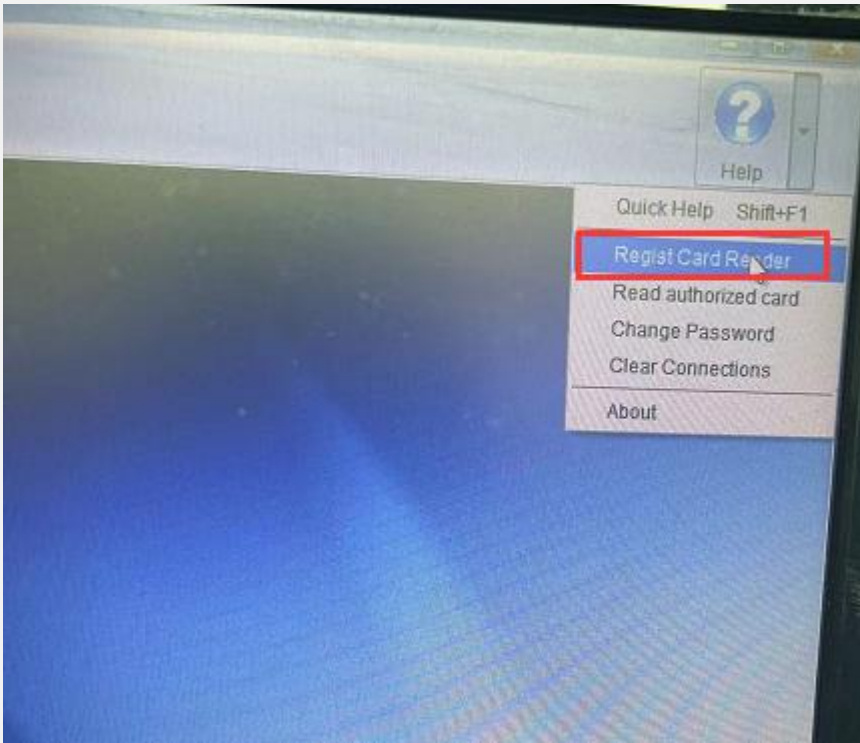 Help
Quick Help Shift+F1
Regist Card Reader
Read authorized card
Change Password
Clear Connections
About